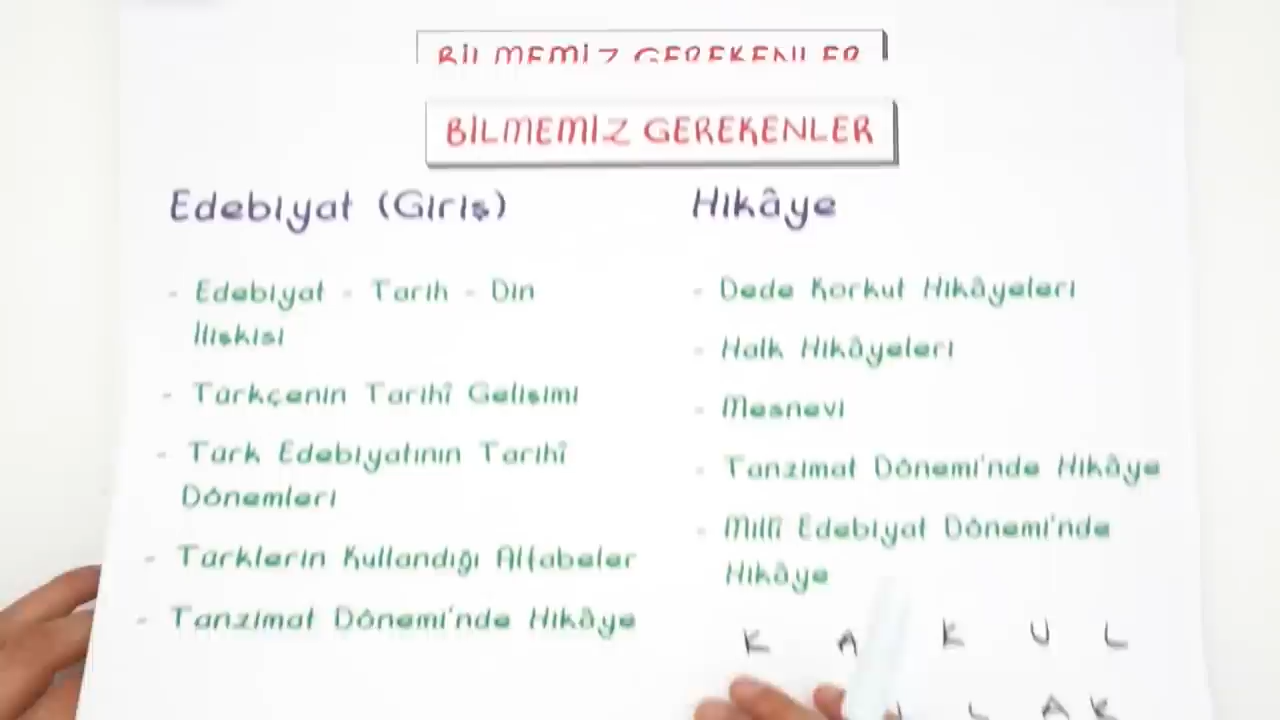 BİLMEMİZ GEREKENLER
BİLMEMİZ GEREKENLER
Edebiyat (Giriş)
- Edebiyat - Tarih - Din
İlişkisi
- Türkçenin Tarihî Gelişimi
- Türk Edebiyatının Tarihî
Dönemleri
- Türklerin Kullandığı Alfabeler
- Tanzimat Dönemi'nde Hikâye
Hikâye
- Dede Korkut Hikâyeleri
- Halk Hikâyeleri
- Mesnevi
- Tanzimat Dönemi'nde Hikâye
- Millî Edebiyat Dönemi'nde
Hikâye
K A K U L